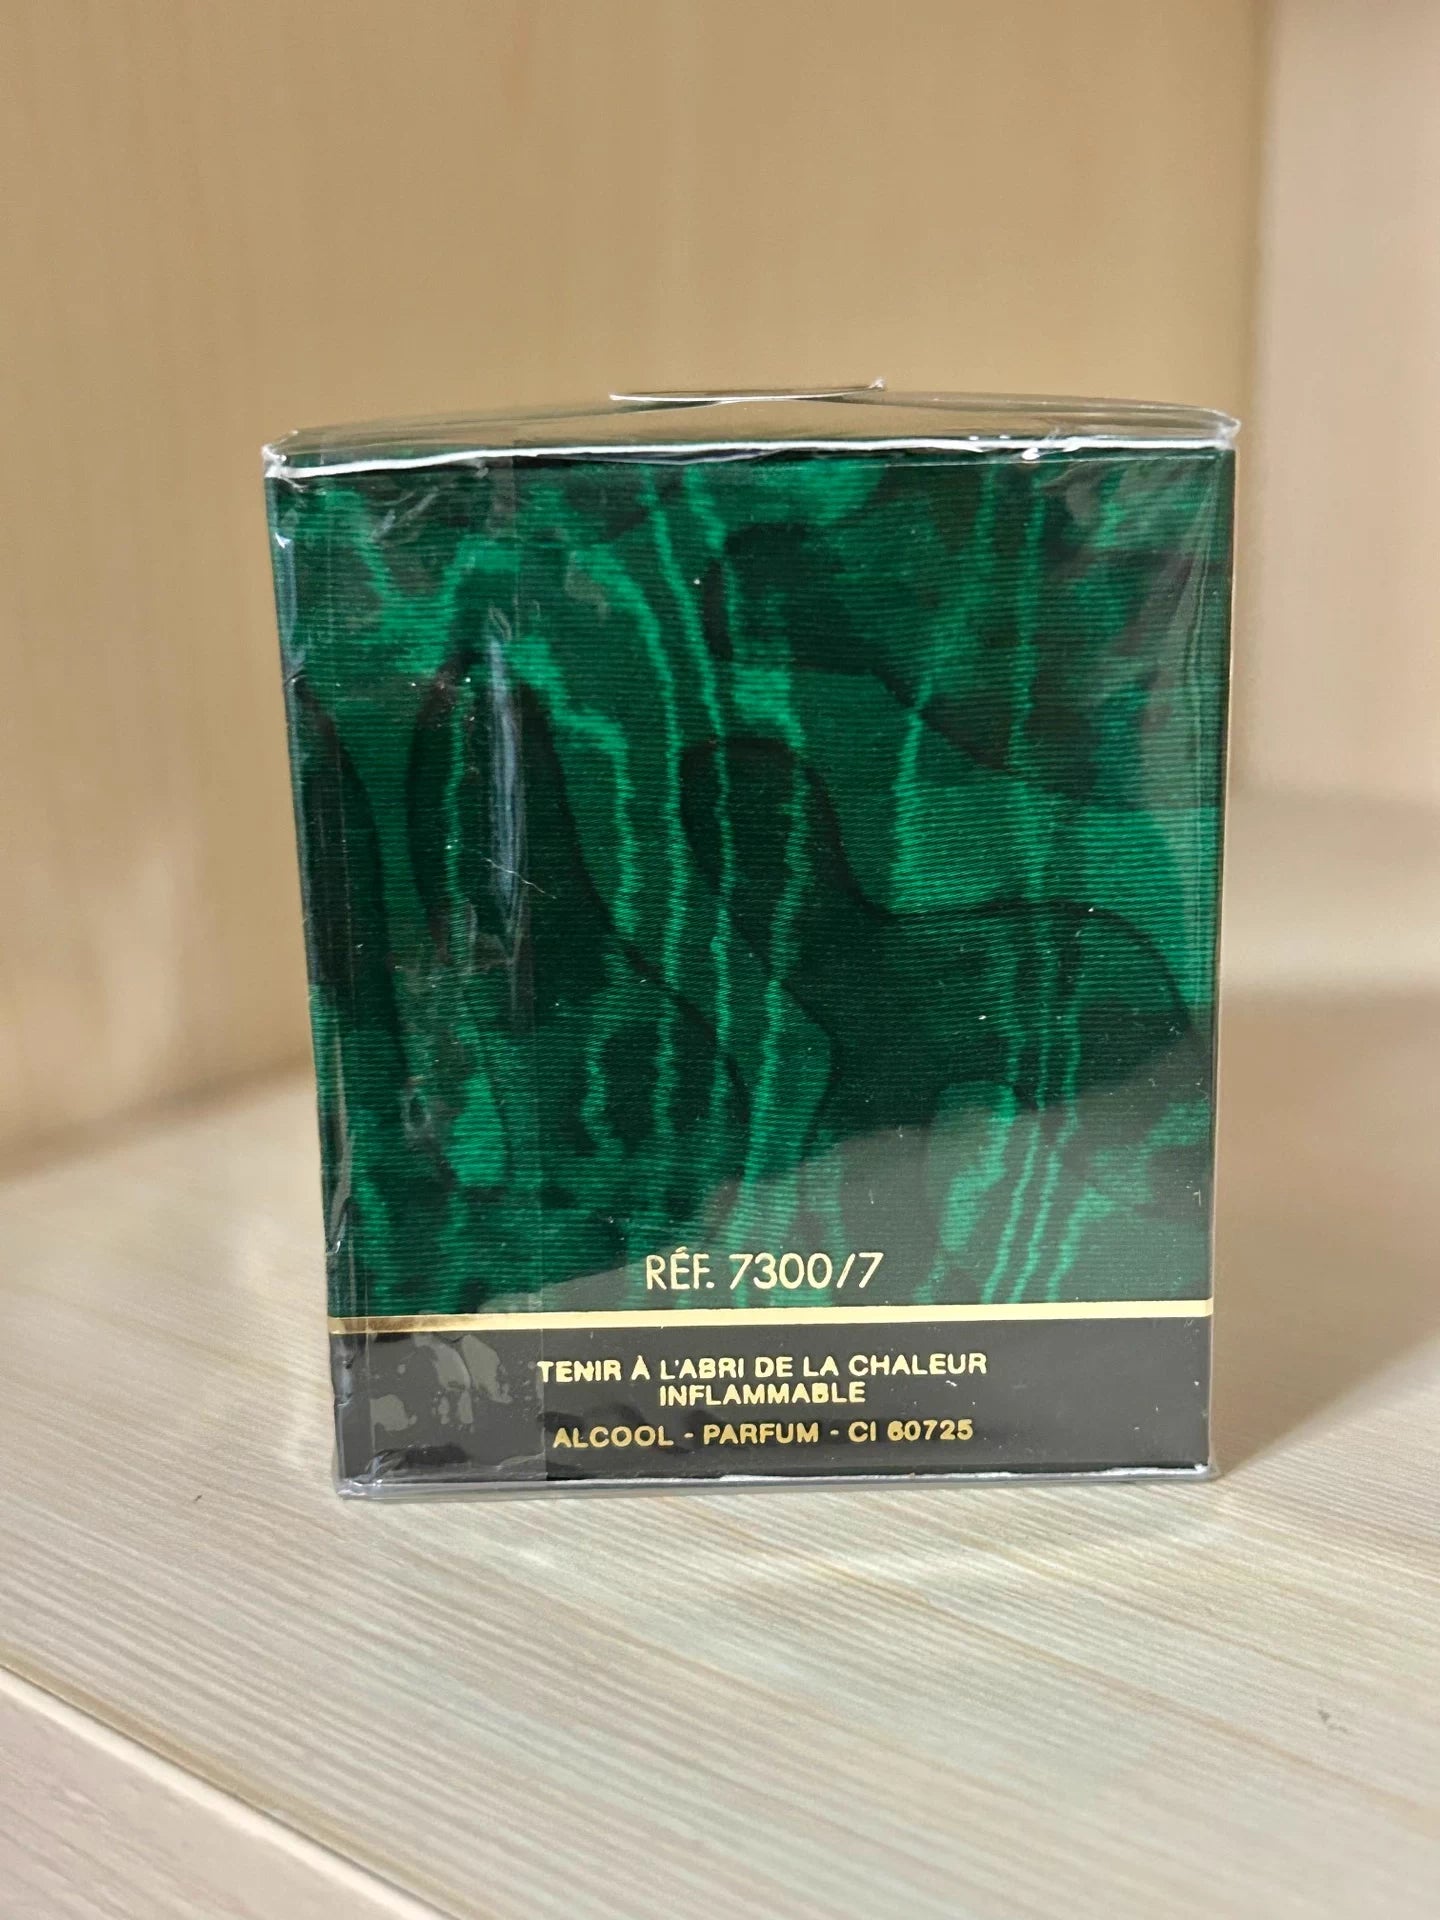 RÉF. 7300/7
TENIR À L'ABRI DE LA CHALEUR
INFLAMMABLE
ALCOOL - PARFUM - CI 60725